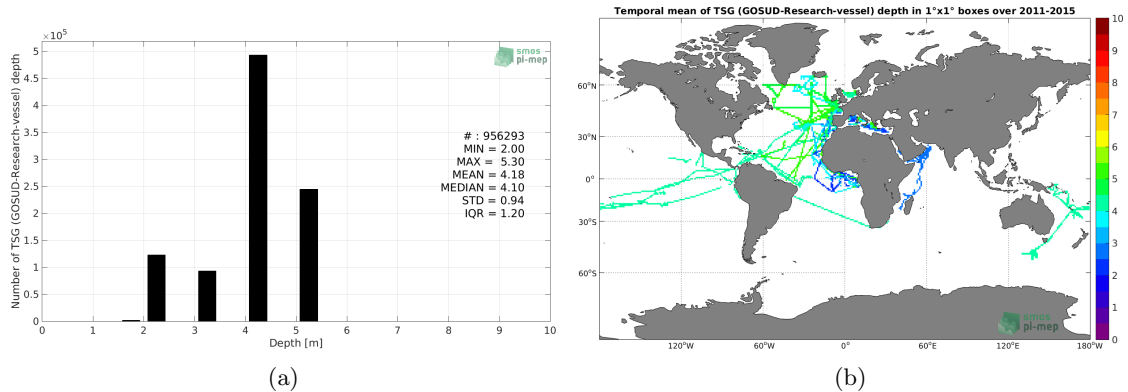 ×10⁵
5
4.5
4
3.5
3
2.5
2
1.5
1
0.5
0
Number of TSG (GOSUD-Research-vessel) depth
smos
pi-mep
# : 956293
MIN = 2.00
MAX = 5.30
MEAN = 4.18
MEDIAN = 4.10
STD = 0.94
IQR = 1.20
0 1 2 3 4 5 6 7 8 9 10
Depth [m]
(a)
Temporal mean of TSG (GOSUD-Research-vessel) depth in 1°x1° boxes over 2011-2015
60°N
30°N
0°
30°S
60°S
120°W 60°W 0° 60°E 120°E 180°W
smos
pi-mep
10
9
8
7
6
5
4
3
2
1
0
(b)